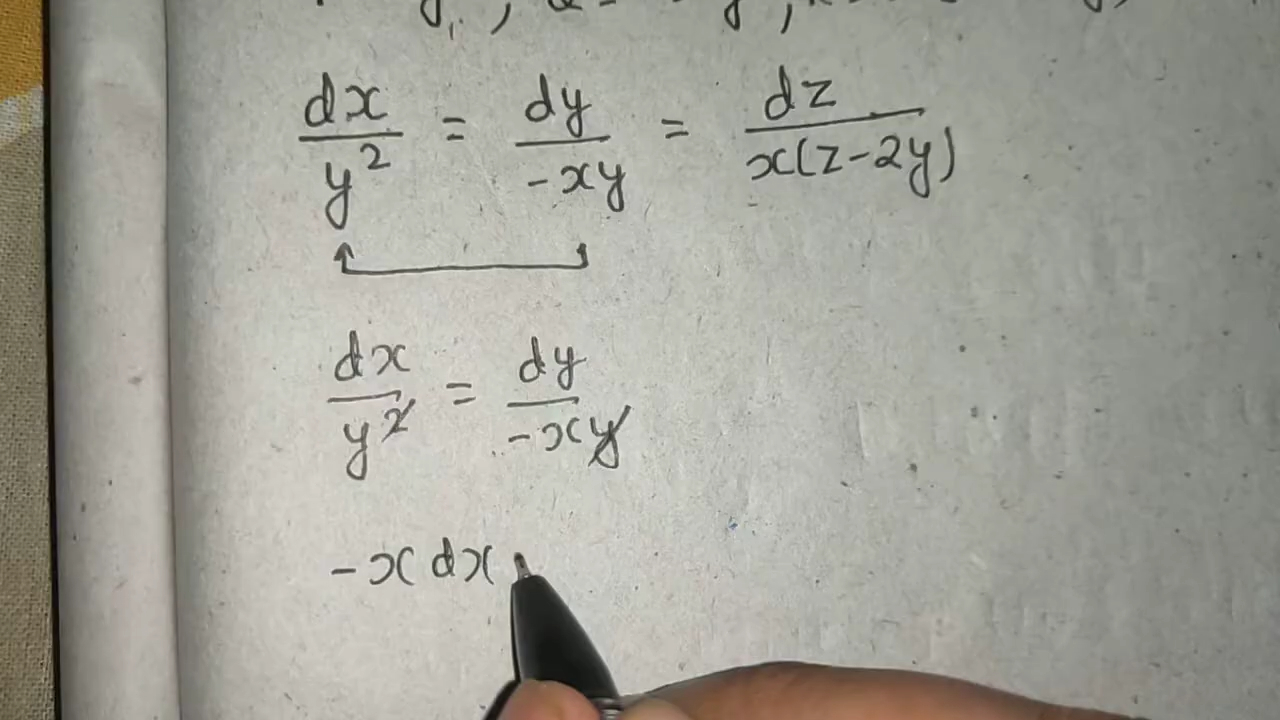 dx/y² = dy/-xy = dz/x(z-2y)
dx/y² = dy/-xy
-x dx